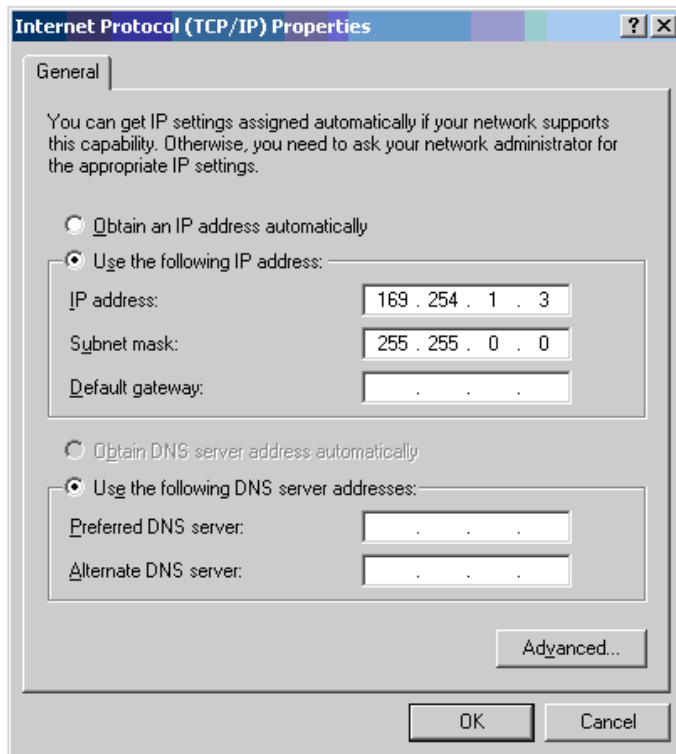 Internet Protocol (TCP/IP) Properties ? X
General
You can get IP settings assigned automatically if your network supports
this capability. Otherwise, you need to ask your network administrator for
the appropriate IP settings.
Obtain an IP address automatically
Use the following IP address:
IP address: 169 . 254 . 1 . 3
Subnet mask: 255 . 255 . 0 . 0
Default gateway: . . .
Obtain DNS server address automatically
Use the following DNS server addresses:
Preferred DNS server: . . .
Alternate DNS server: . . .
Advanced...
OK Cancel